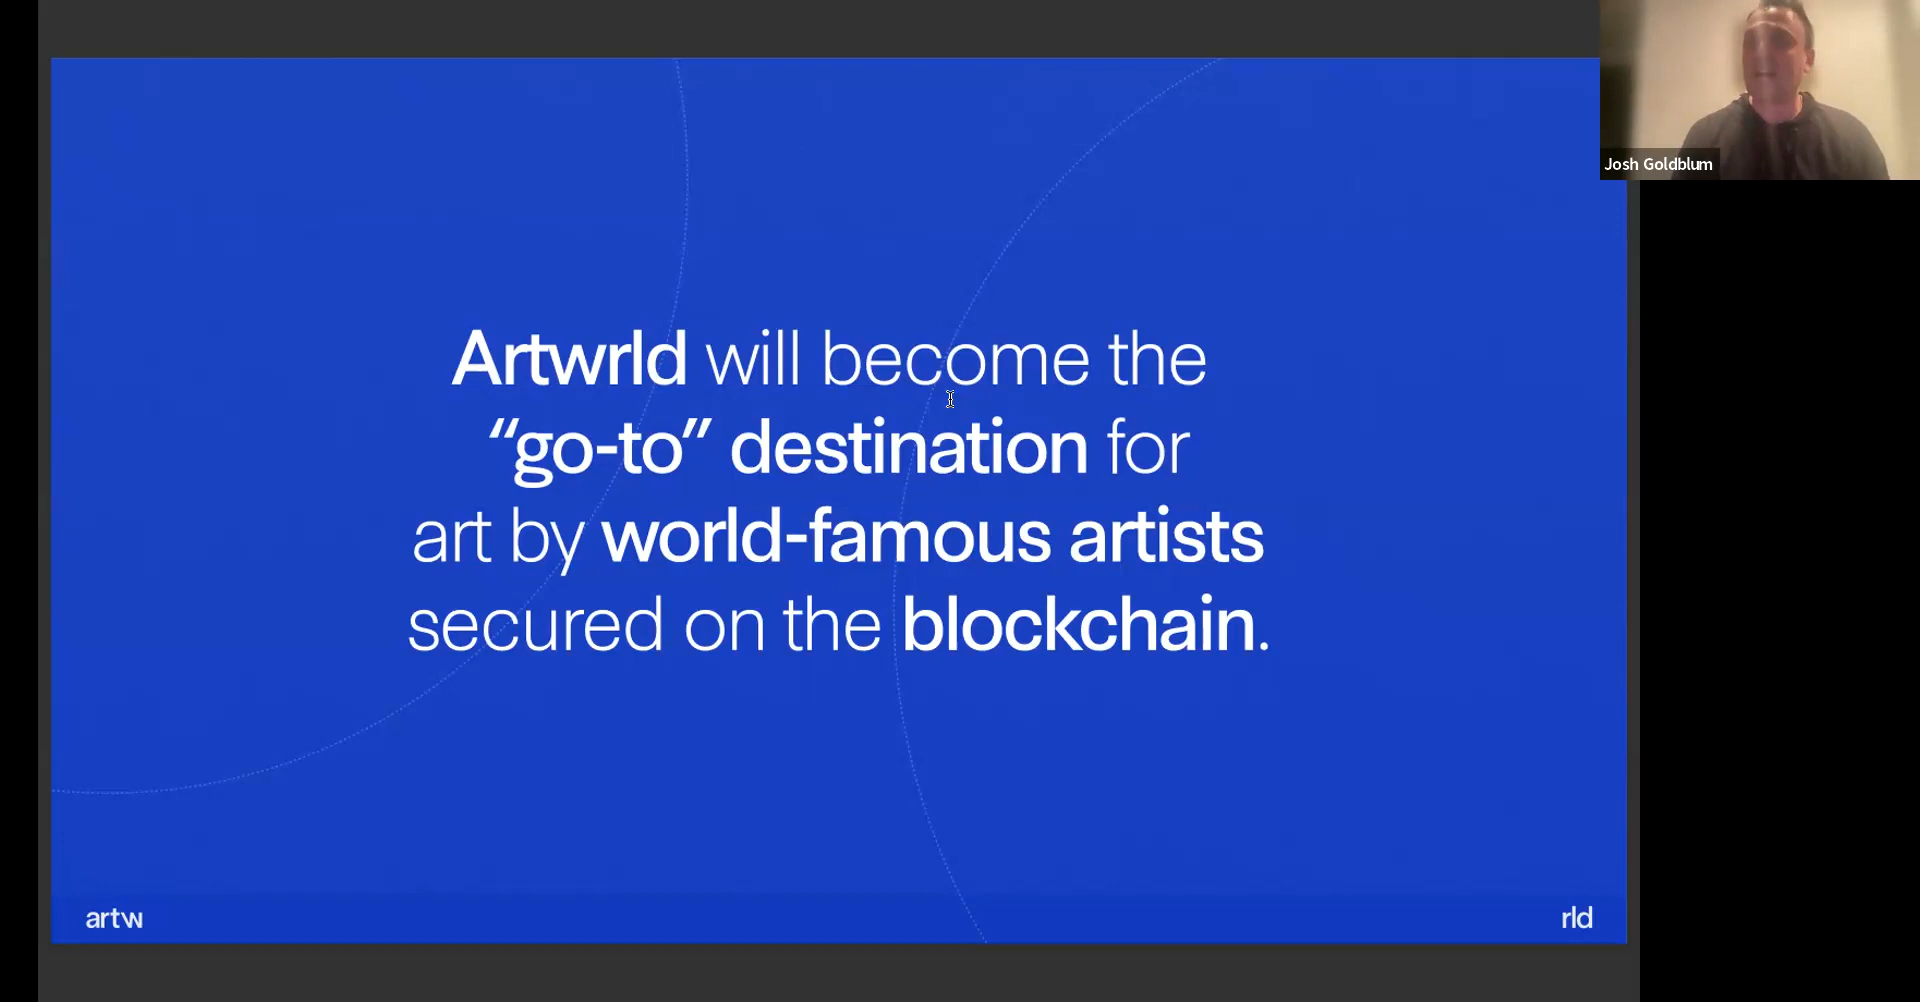 Josh Goldblum
Artwrld will become the
“go-to” destination for
art by world-famous artists
secured on the blockchain.
artw
rld